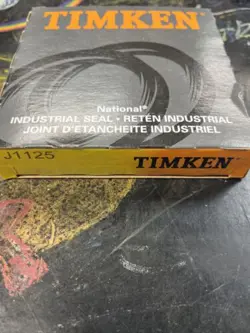 TIMKEN
National®
INDUSTRIAL SEAL • RETÉN INDUSTRIAL
JOINT D'ETANCHEITE INDUSTRIEL
J1125
TIMKEN